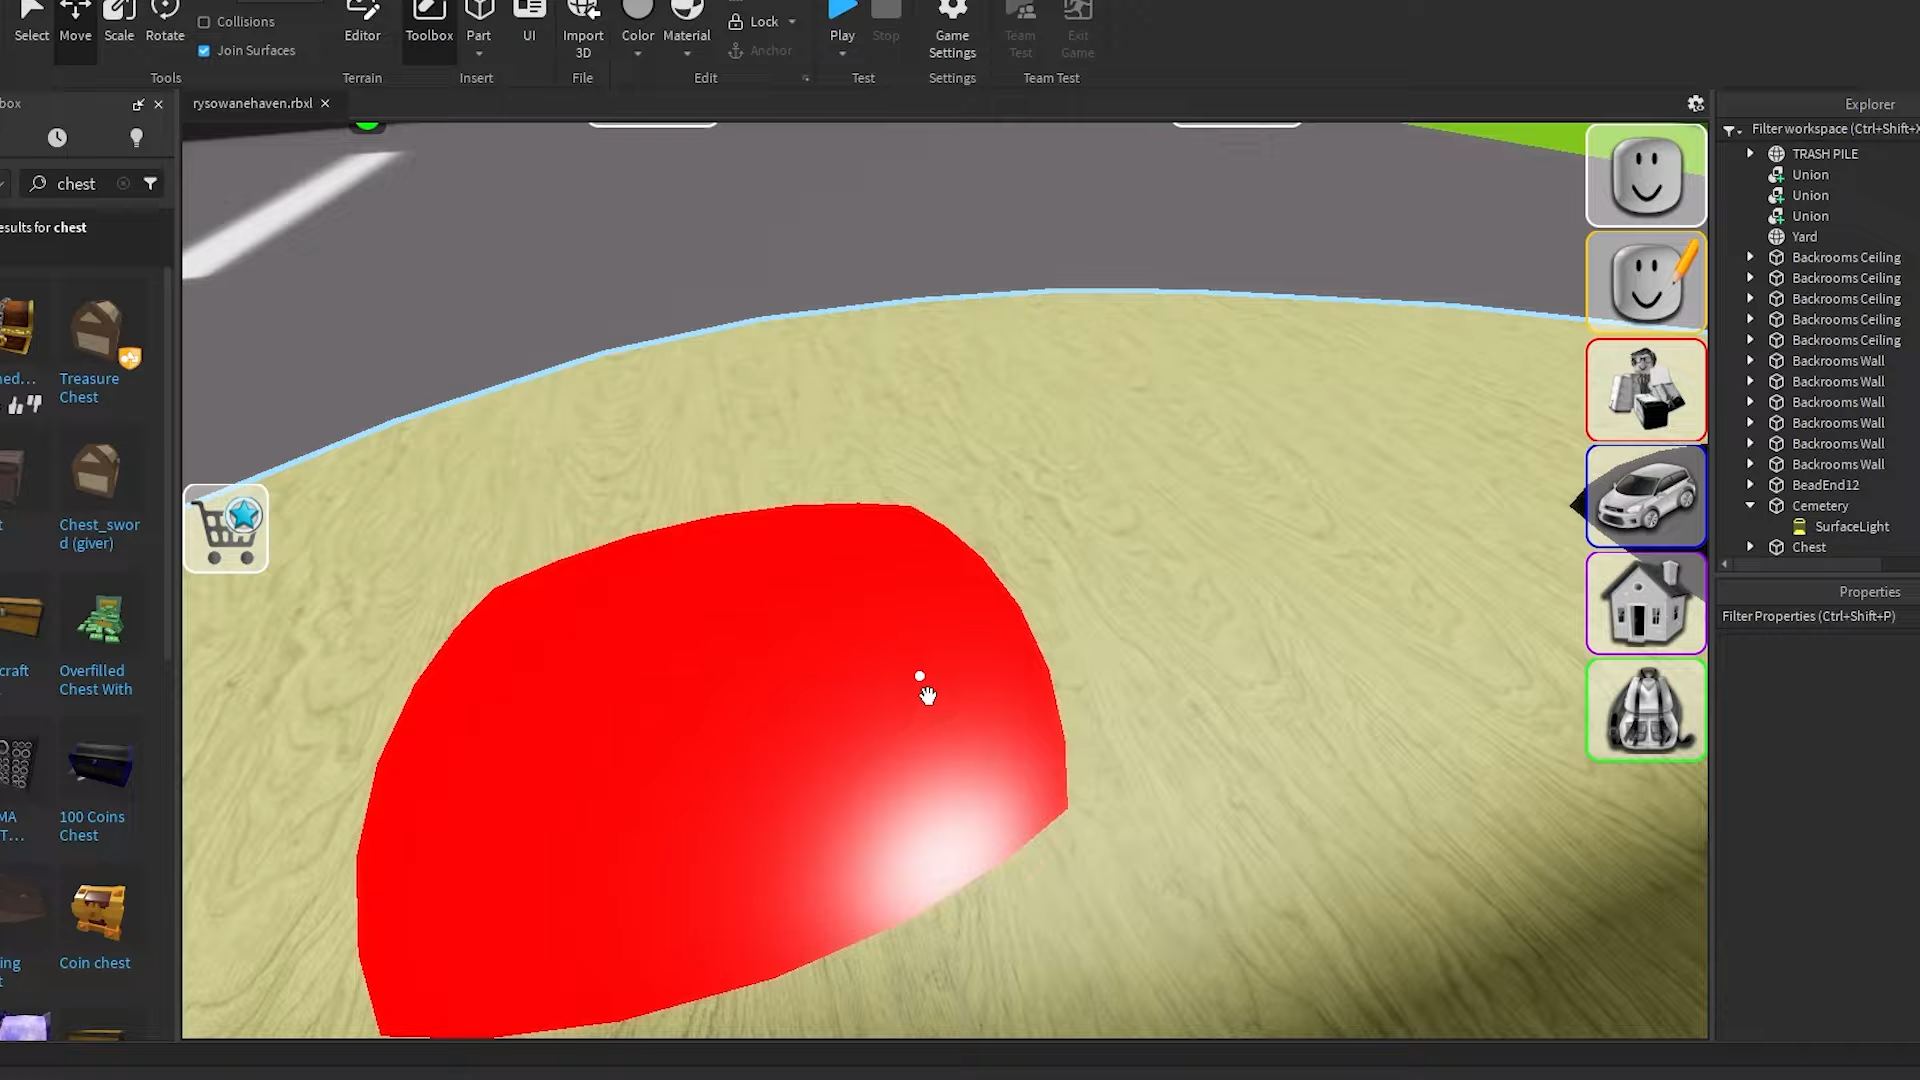 Select Move Scale Rotate
Collisions
Join Surfaces
Tools
Editor
Terrain
Toolbox Part UI
Insert
Import
3D
File
Color Material
Lock
Anchor
Edit
Play Stop
Test
Game
Settings
Settings
Team
Test
Exit
Game
Team Test
box
rysowanehaven.rbxl
chest
esults for chest
ned...
Treasure
Chest
t
Chest_swor
d (giver)
craft
Overfilled
Chest With
MA
T...
100 Coins
Chest
ing
t
Coin chest
Explorer
Filter workspace (Ctrl+Shift+X
TRASH PILE
Union
Union
Union
Yard
Backrooms Ceiling
Backrooms Ceiling
Backrooms Ceiling
Backrooms Ceiling
Backrooms Ceiling
Backrooms Wall
Backrooms Wall
Backrooms Wall
Backrooms Wall
Backrooms Wall
Backrooms Wall
BeadEnd12
Cemetery
SurfaceLight
Chest
Properties
Filter Properties (Ctrl+Shift+P)